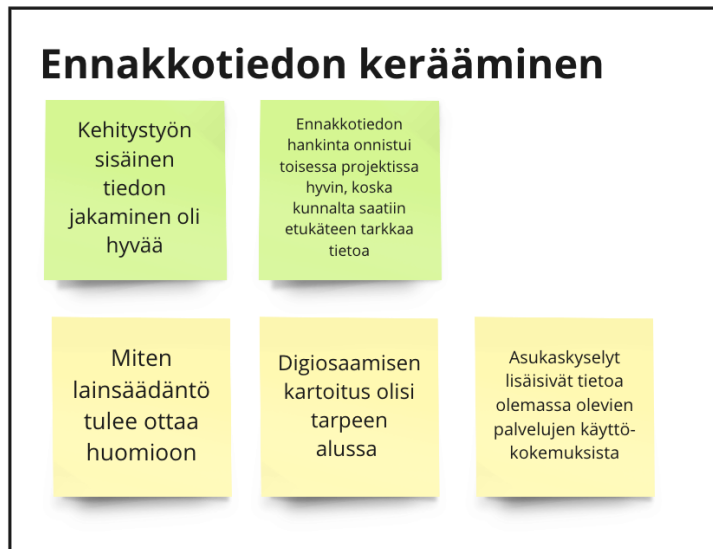 Ennakkotiedon kerääminen
Kehitystyön
sisäinen
tiedon
jakaminen oli
hyvää
Ennakkotiedon
hankinta onnistui
toisessa projektissa
hyvin, koska
kunnalta saatiin
etukäteen tarkkaa
tietoa
Miten
lainsäädäntö
tulee ottaa
huomioon
Digiosaamisen
kartoitus olisi
tarpeen
alussa
Asukaskyselyt
lisäisivät tietoa
olemassa olevien
palvelujen käyttö-
kokemuksista